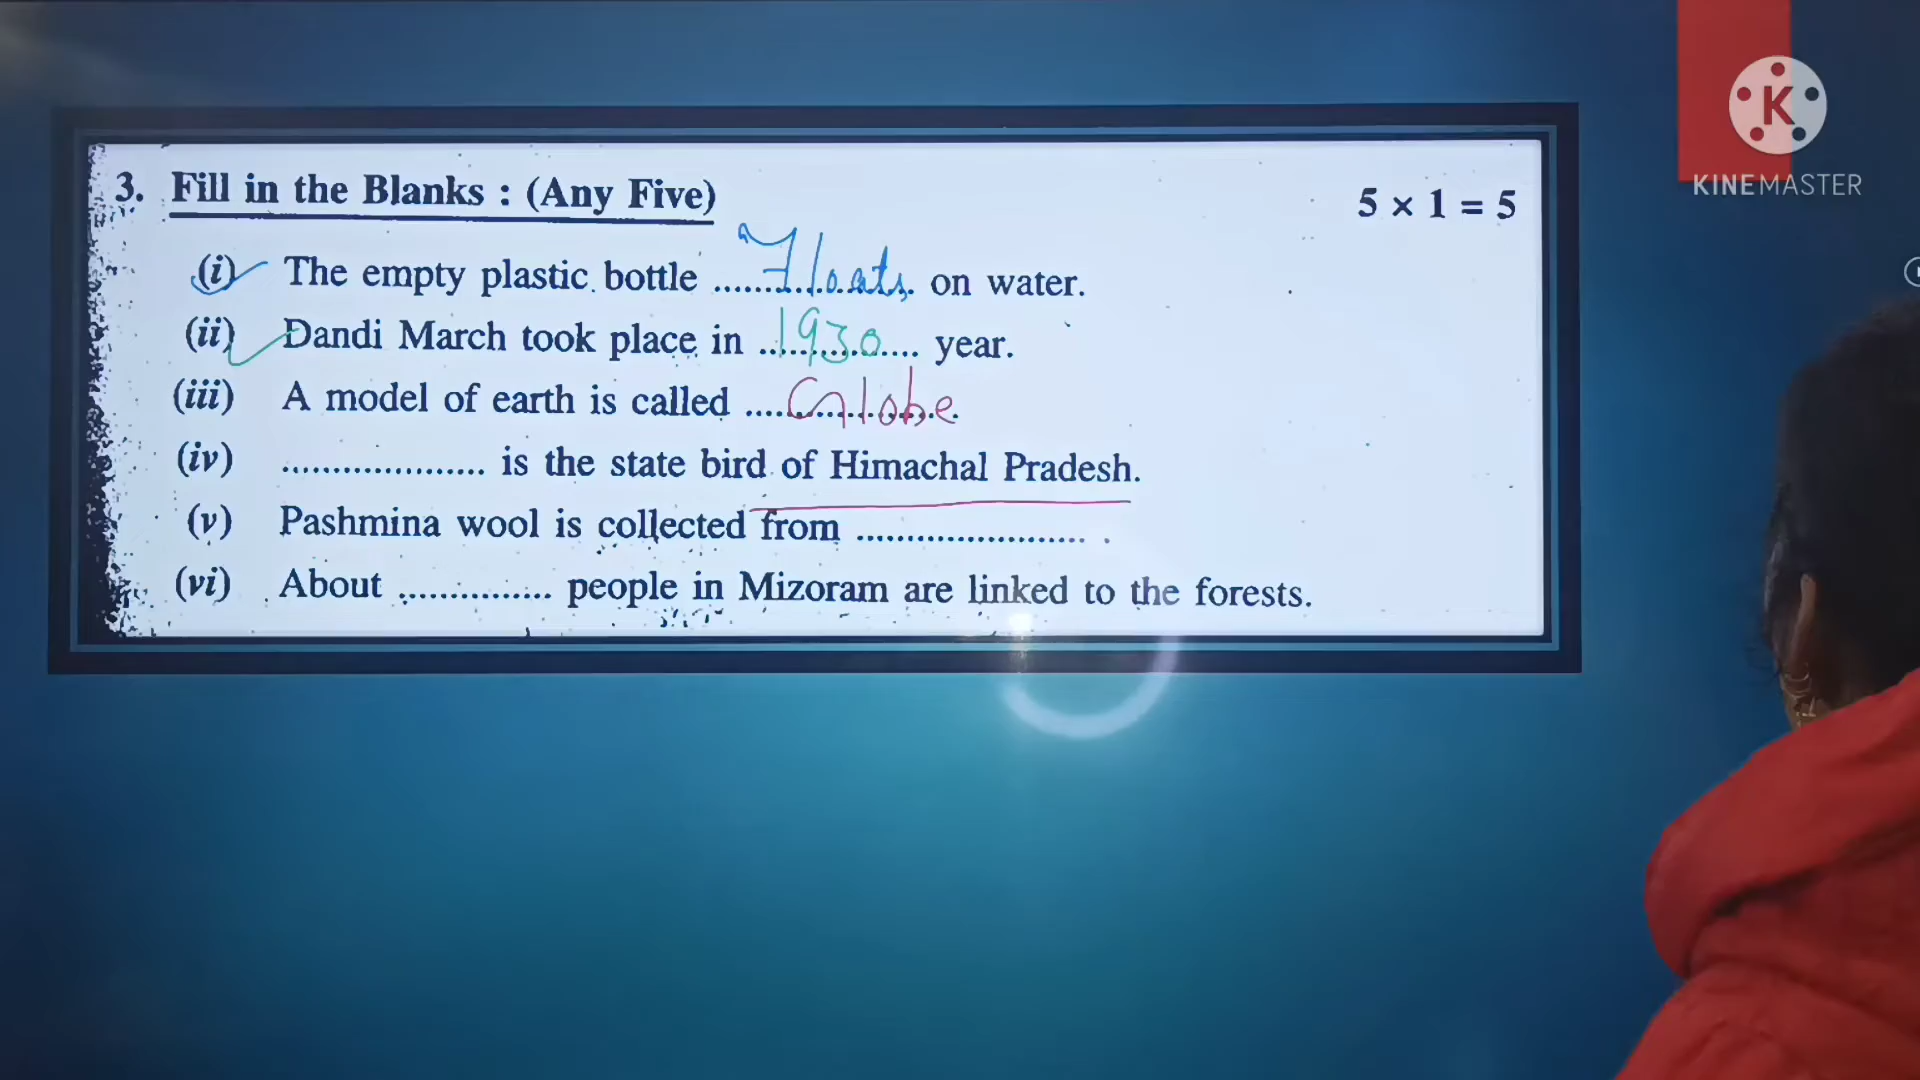 KINEMASTER
3. Fill in the Blanks : (Any Five) 5 × 1 = 5
(i) The empty plastic bottle ......Floats...... on water.
(ii) Dandi March took place in ....1930.... year.
(iii) A model of earth is called ....Globe.
(iv) .................... is the state bird of Himachal Pradesh.
(v) Pashmina wool is collected from ...................... .
(vi) About ............... people in Mizoram are linked to the forests.